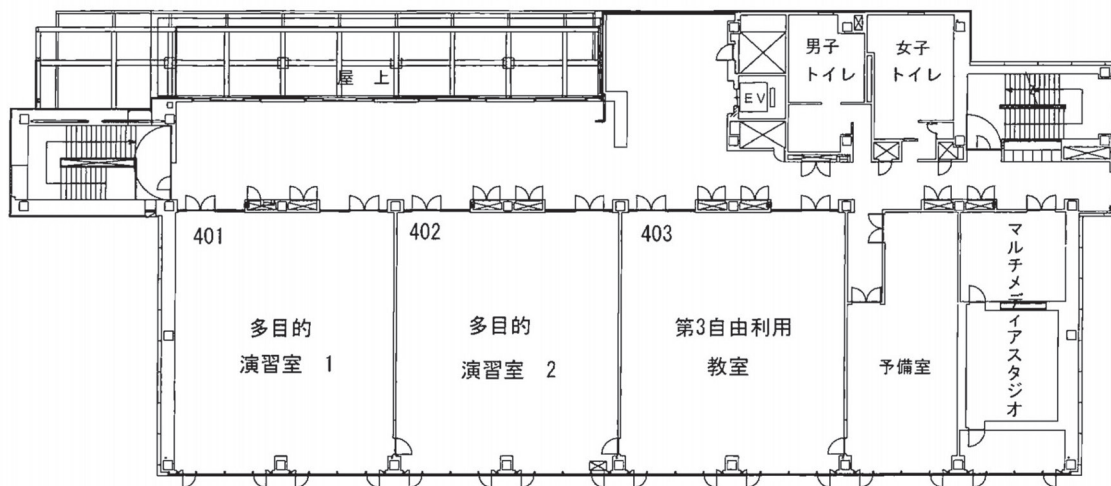 屋上
男子
トイレ
女子
トイレ
EV
401
多目的
演習室 1
402
多目的
演習室 2
403
第3自由利用
教室
予備室
マルチメディアスタジオ